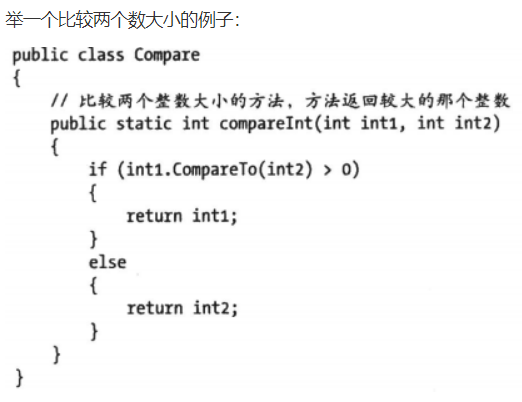 举一个比较两个数大小的例子：
public class Compare
{
// 比较两个整数大小的方法，方法返回较大的那个整数
public static int compareInt(int int1, int int2)
{
if (int1.CompareTo(int2) > 0)
{
return int1;
}
else
{
return int2;
}
}
}